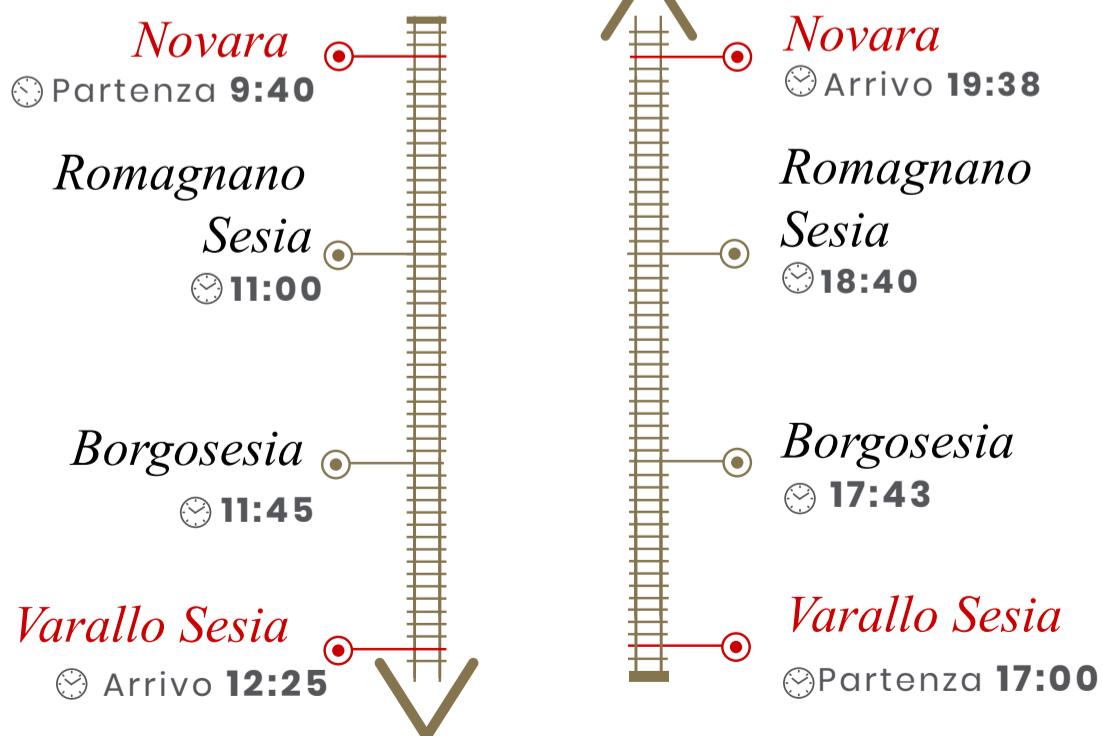 Novara
Partenza 9:40
Romagnano
Sesia
11:00
Borgosesia
11:45
Varallo Sesia
Arrivo 12:25
Novara
Arrivo 19:38
Romagnano
Sesia
18:40
Borgosesia
17:43
Varallo Sesia
Partenza 17:00